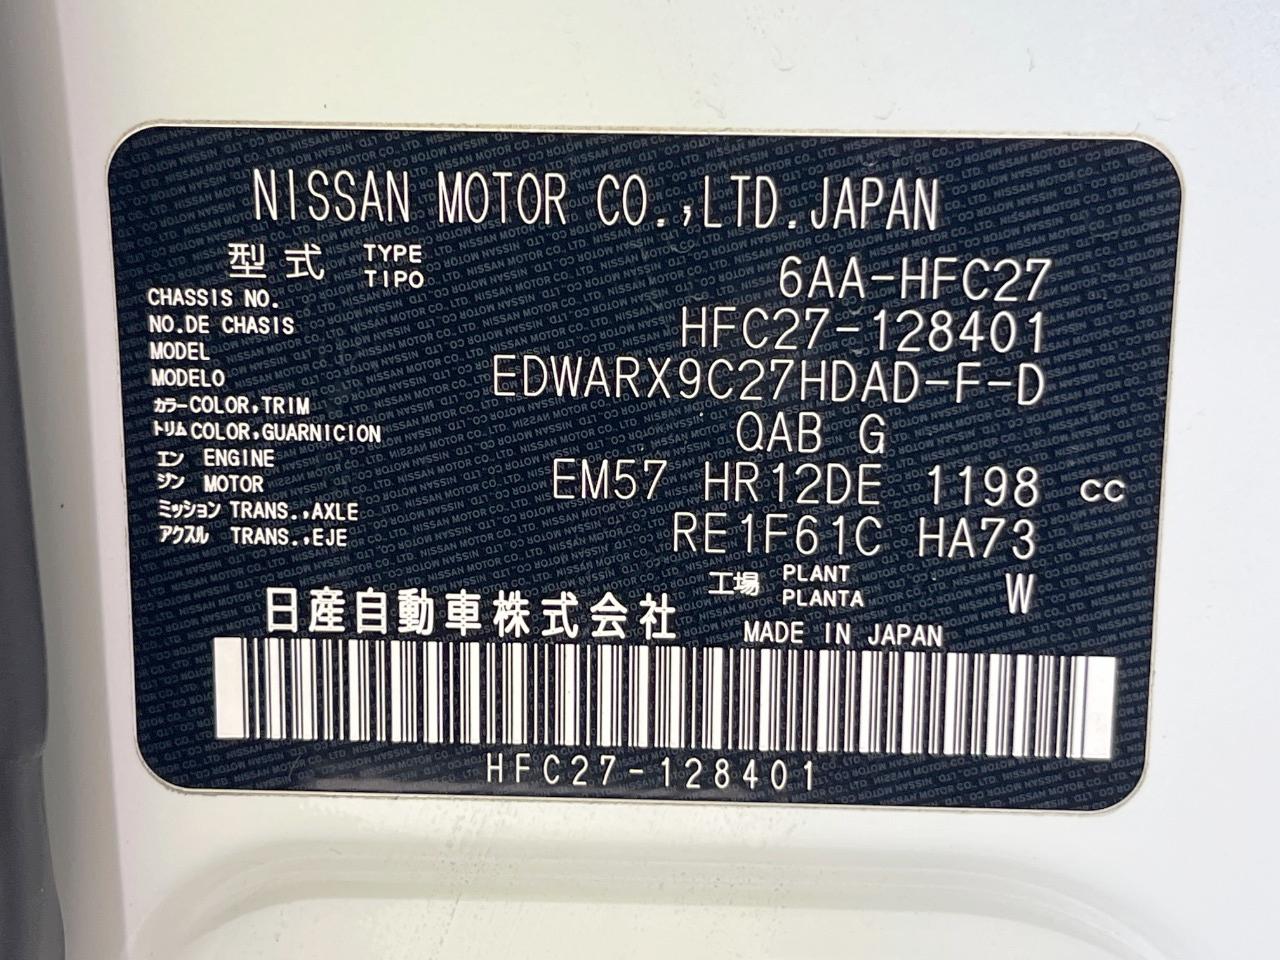 NISSAN MOTOR CO.,LTD.JAPAN
型式 TYPE TIPO 6AA-HFC27
CHASSIS NO.
NO.DE CHASIS HFC27-128401
MODEL
MODELO EDWARX9C27HDAD-F-D
カラー COLOR,TRIM
トリム COLOR,GUARNICION QAB G
エン ENGINE
ジン MOTOR EM57 HR12DE 1198 cc
ミッション TRANS.,AXLE
アクスル TRANS.,EJE RE1F61C HA73
工場 PLANT PLANTA W
日産自動車株式会社
MADE IN JAPAN
HFC27-128401